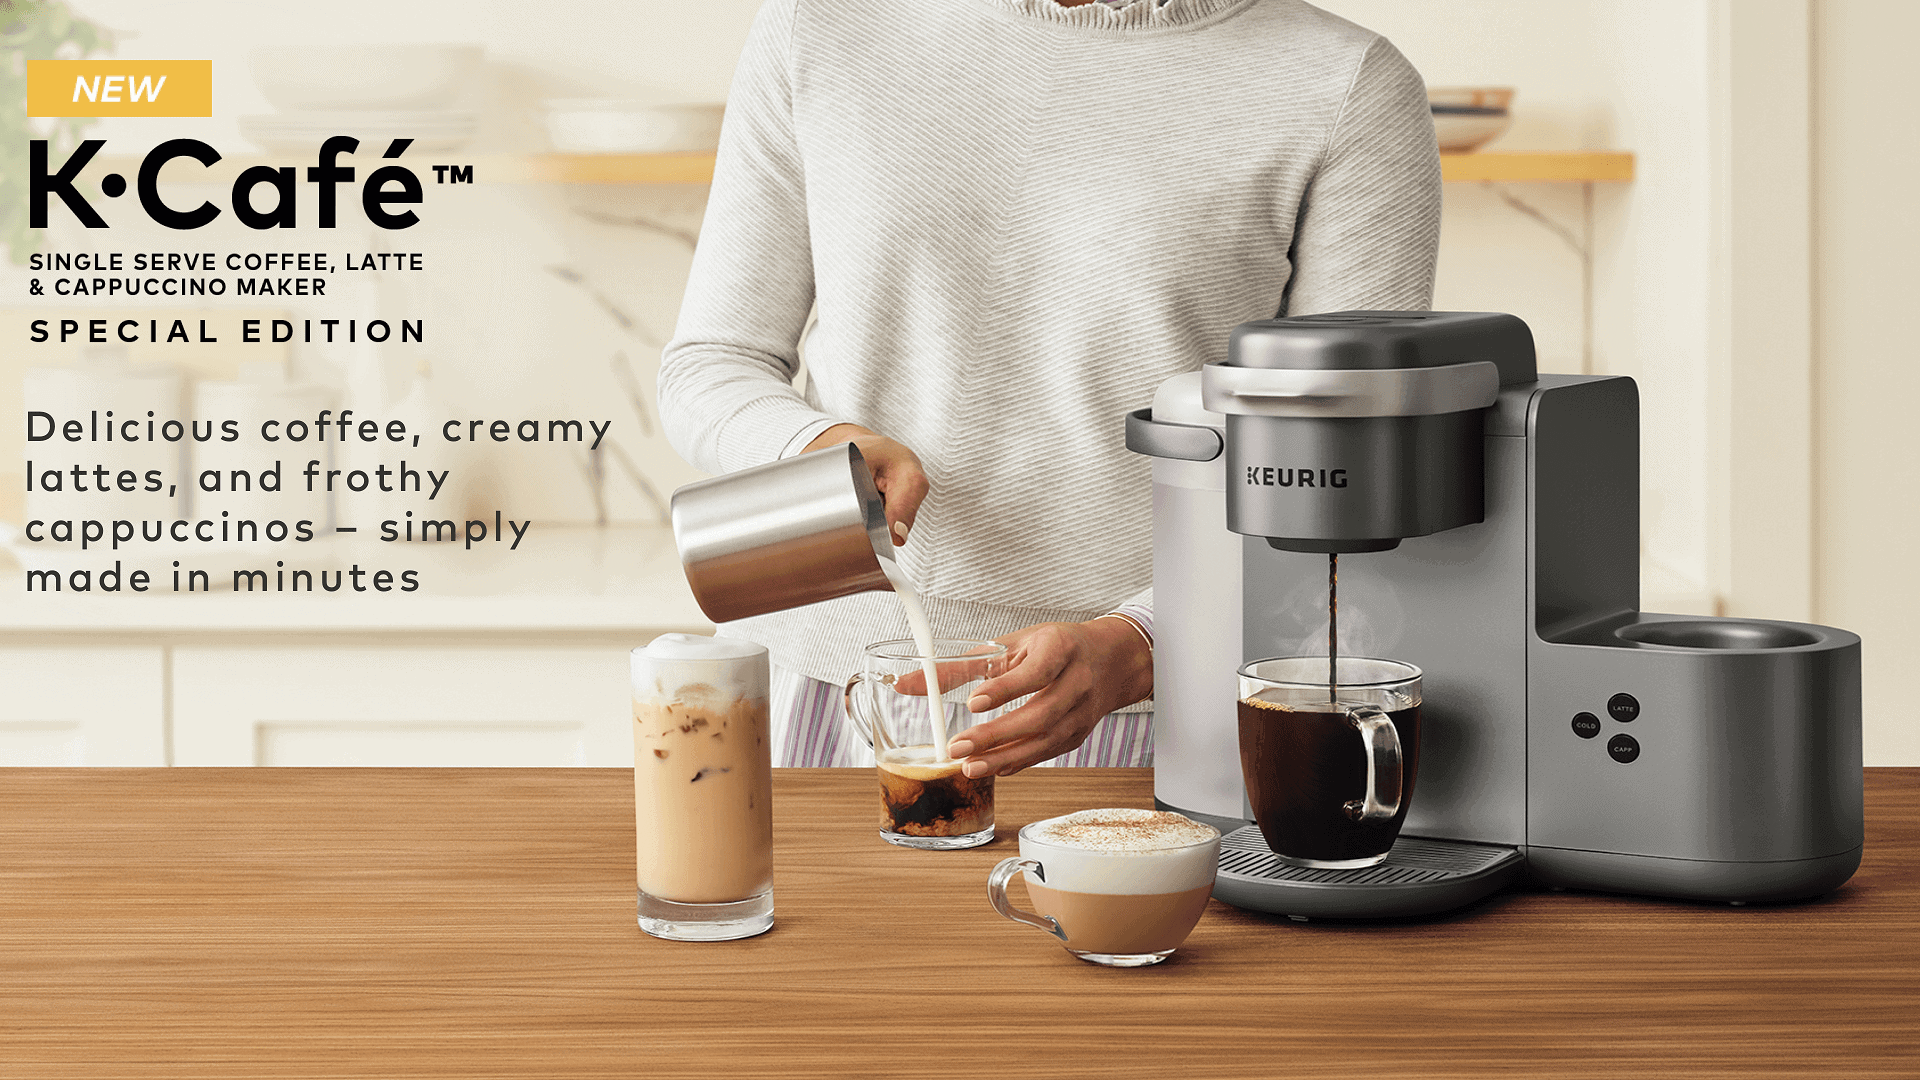 NEW
K•Café™
SINGLE SERVE COFFEE, LATTE
& CAPPUCCINO MAKER
SPECIAL EDITION
Delicious coffee, creamy
lattes, and frothy
cappuccinos – simply
made in minutes
KEURIG
LATTE
COLD
CAPP